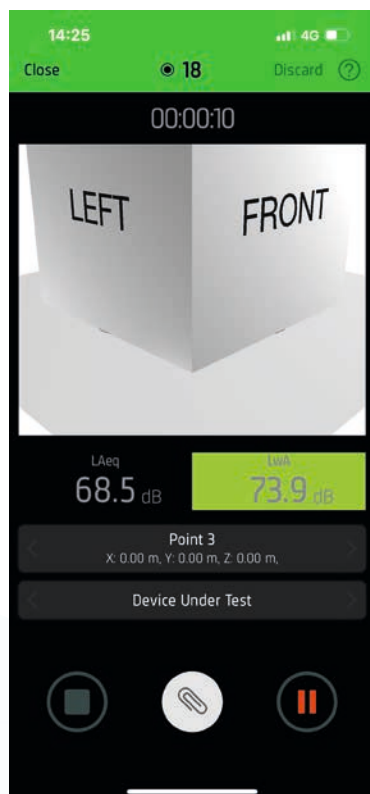 14:25 4G
Close 18 Discard ?
00:00:10
LEFT FRONT
LAeq LwA
68.5 dB 73.9 dB
Point 3
X: 0.00 m, Y: 0.00 m, Z: 0.00 m,
Device Under Test